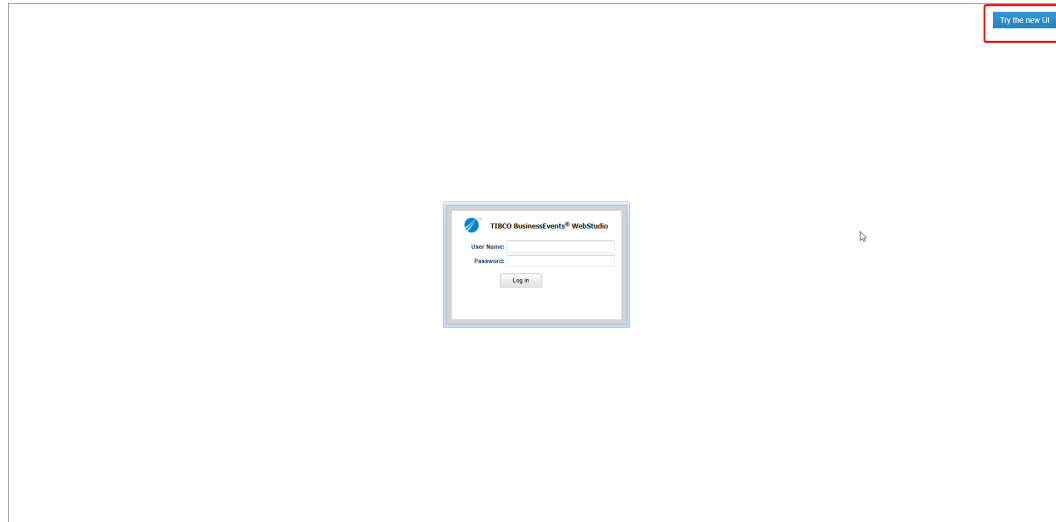 Try the new UI
TIBCO BusinessEvents® WebStudio
User Name:
Password:
Log in